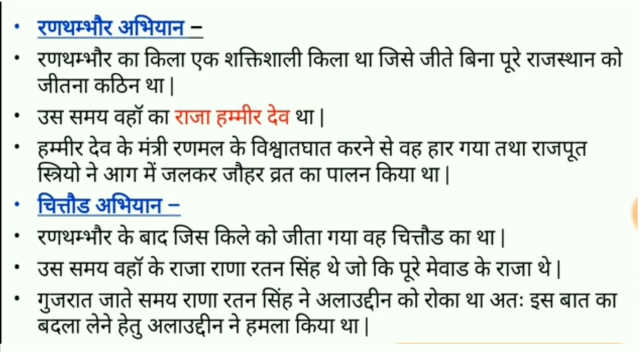 • रणथम्भौर अभियान –
• रणथम्भौर का किला एक शक्तिशाली किला था जिसे जीते बिना पूरे राजस्थान को
जीतना कठिन था |
• उस समय वहॉ का राजा हम्मीर देव था |
• हम्मीर देव के मंत्री रणमल के विश्वातघात करने से वह हार गया तथा राजपूत
स्त्रियो ने आग में जलकर जौहर व्रत का पालन किया था |
• चित्तौड अभियान –
• रणथम्भौर के बाद जिस किले को जीता गया वह चित्तौड का था |
• उस समय वहॉ के राजा राणा रतन सिंह थे जो कि पूरे मेवाड के राजा थे |
• गुजरात जाते समय राणा रतन सिंह ने अलाउद्दीन को रोका था अतः इस बात का
बदला लेने हेतु अलाउद्दीन ने हमला किया था |